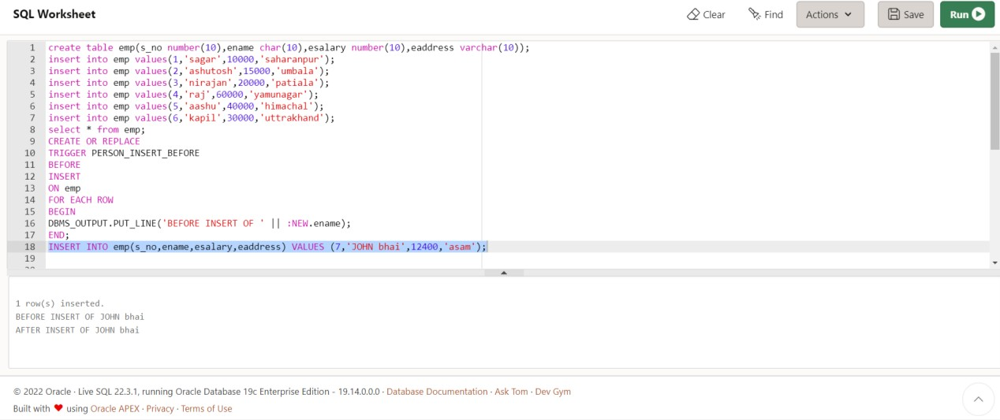 SQL Worksheet
Clear Find Actions Save Run
1 create table emp(s_no number(10),ename char(10),esalary number(10),eaddress varchar(10));
2 insert into emp values(1,'sagar',10000,'saharanpur');
3 insert into emp values(2,'ashutosh',15000,'umbala');
4 insert into emp values(3,'nirajan',20000,'patiala');
5 insert into emp values(4,'raj',60000,'yamunagar');
6 insert into emp values(5,'aashu',40000,'himachal');
7 insert into emp values(6,'kapil',30000,'uttrakhand');
8 select * from emp;
9 CREATE OR REPLACE
10 TRIGGER PERSON_INSERT_BEFORE
11 BEFORE
12 INSERT
13 ON emp
14 FOR EACH ROW
15 BEGIN
16 DBMS_OUTPUT.PUT_LINE('BEFORE INSERT OF ' || :NEW.ename);
17 END;
18 INSERT INTO emp(s_no,ename,esalary,eaddress) VALUES (7,'JOHN bhai',12400,'asam');
19
1 row(s) inserted.
BEFORE INSERT OF JOHN bhai
AFTER INSERT OF JOHN bhai
© 2022 Oracle · Live SQL 22.3.1, running Oracle Database 19c Enterprise Edition - 19.14.0.0.0 · Database Documentation · Ask Tom · Dev Gym
Built with ❤ using Oracle APEX · Privacy · Terms of Use